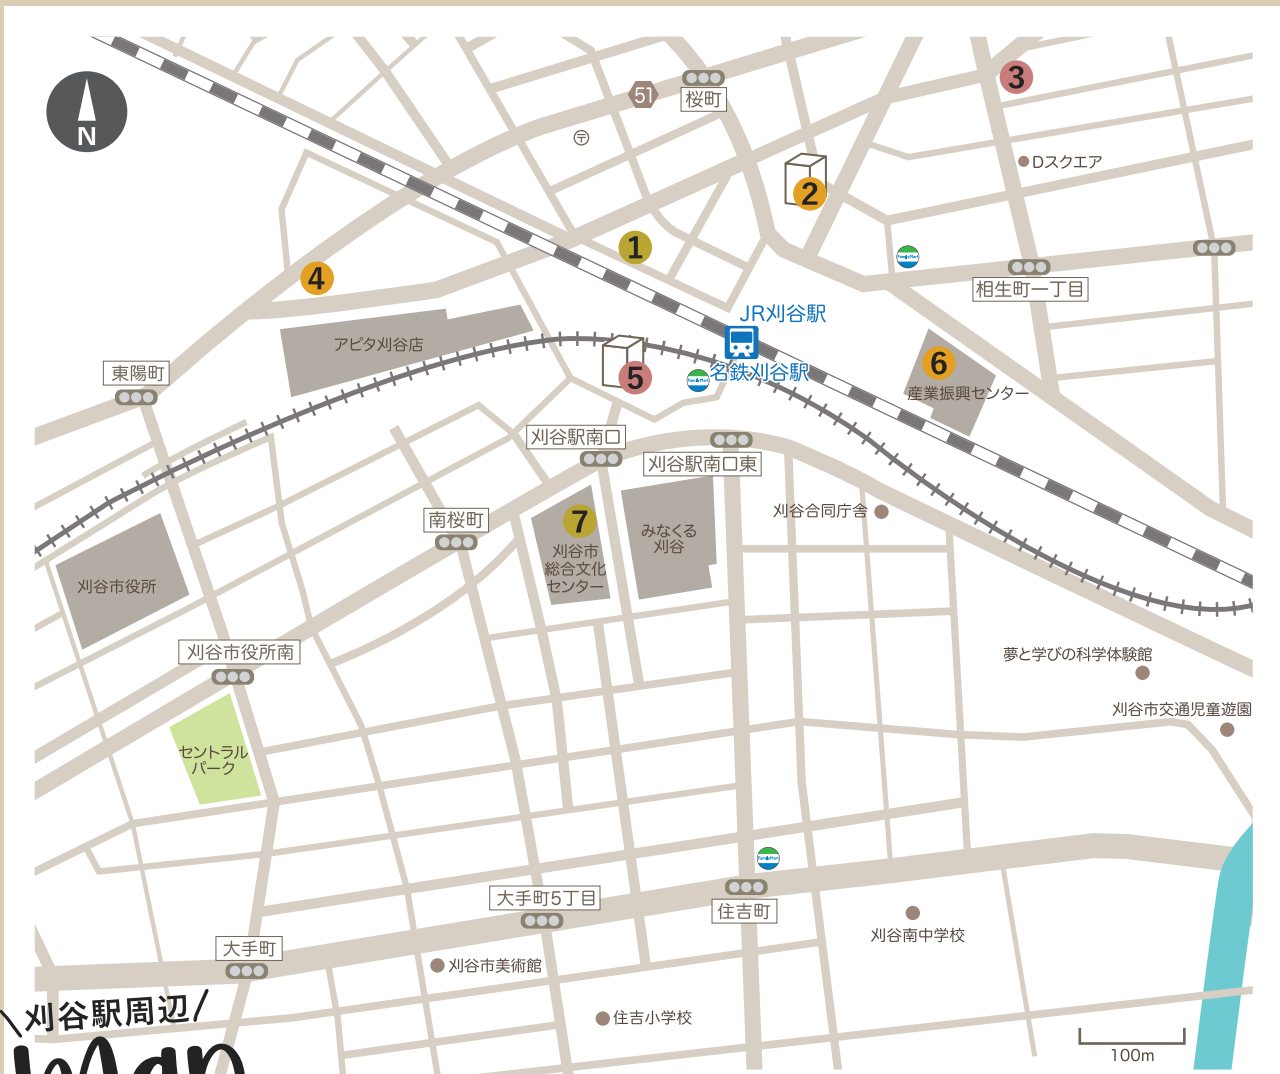 N
51
桜町
〒
3
Dスクエア
2
1
4
FamilyMart
相生町一丁目
JR刈谷駅
アピタ刈谷店
東陽町
5
FamilyMart
名鉄刈谷駅
6
産業振興センター
刈谷駅南口
刈谷駅南口東
南桜町
7
刈谷市
総合文化
センター
みなくる
刈谷
刈谷合同庁舎
刈谷市役所
刈谷市役所南
夢と学びの科学体験館
刈谷市交通児童遊園
セントラル
パーク
FamilyMart
大手町5丁目
住吉町
大手町
刈谷南中学校
刈谷市美術館
住吉小学校
刈谷駅周辺
Map
100m